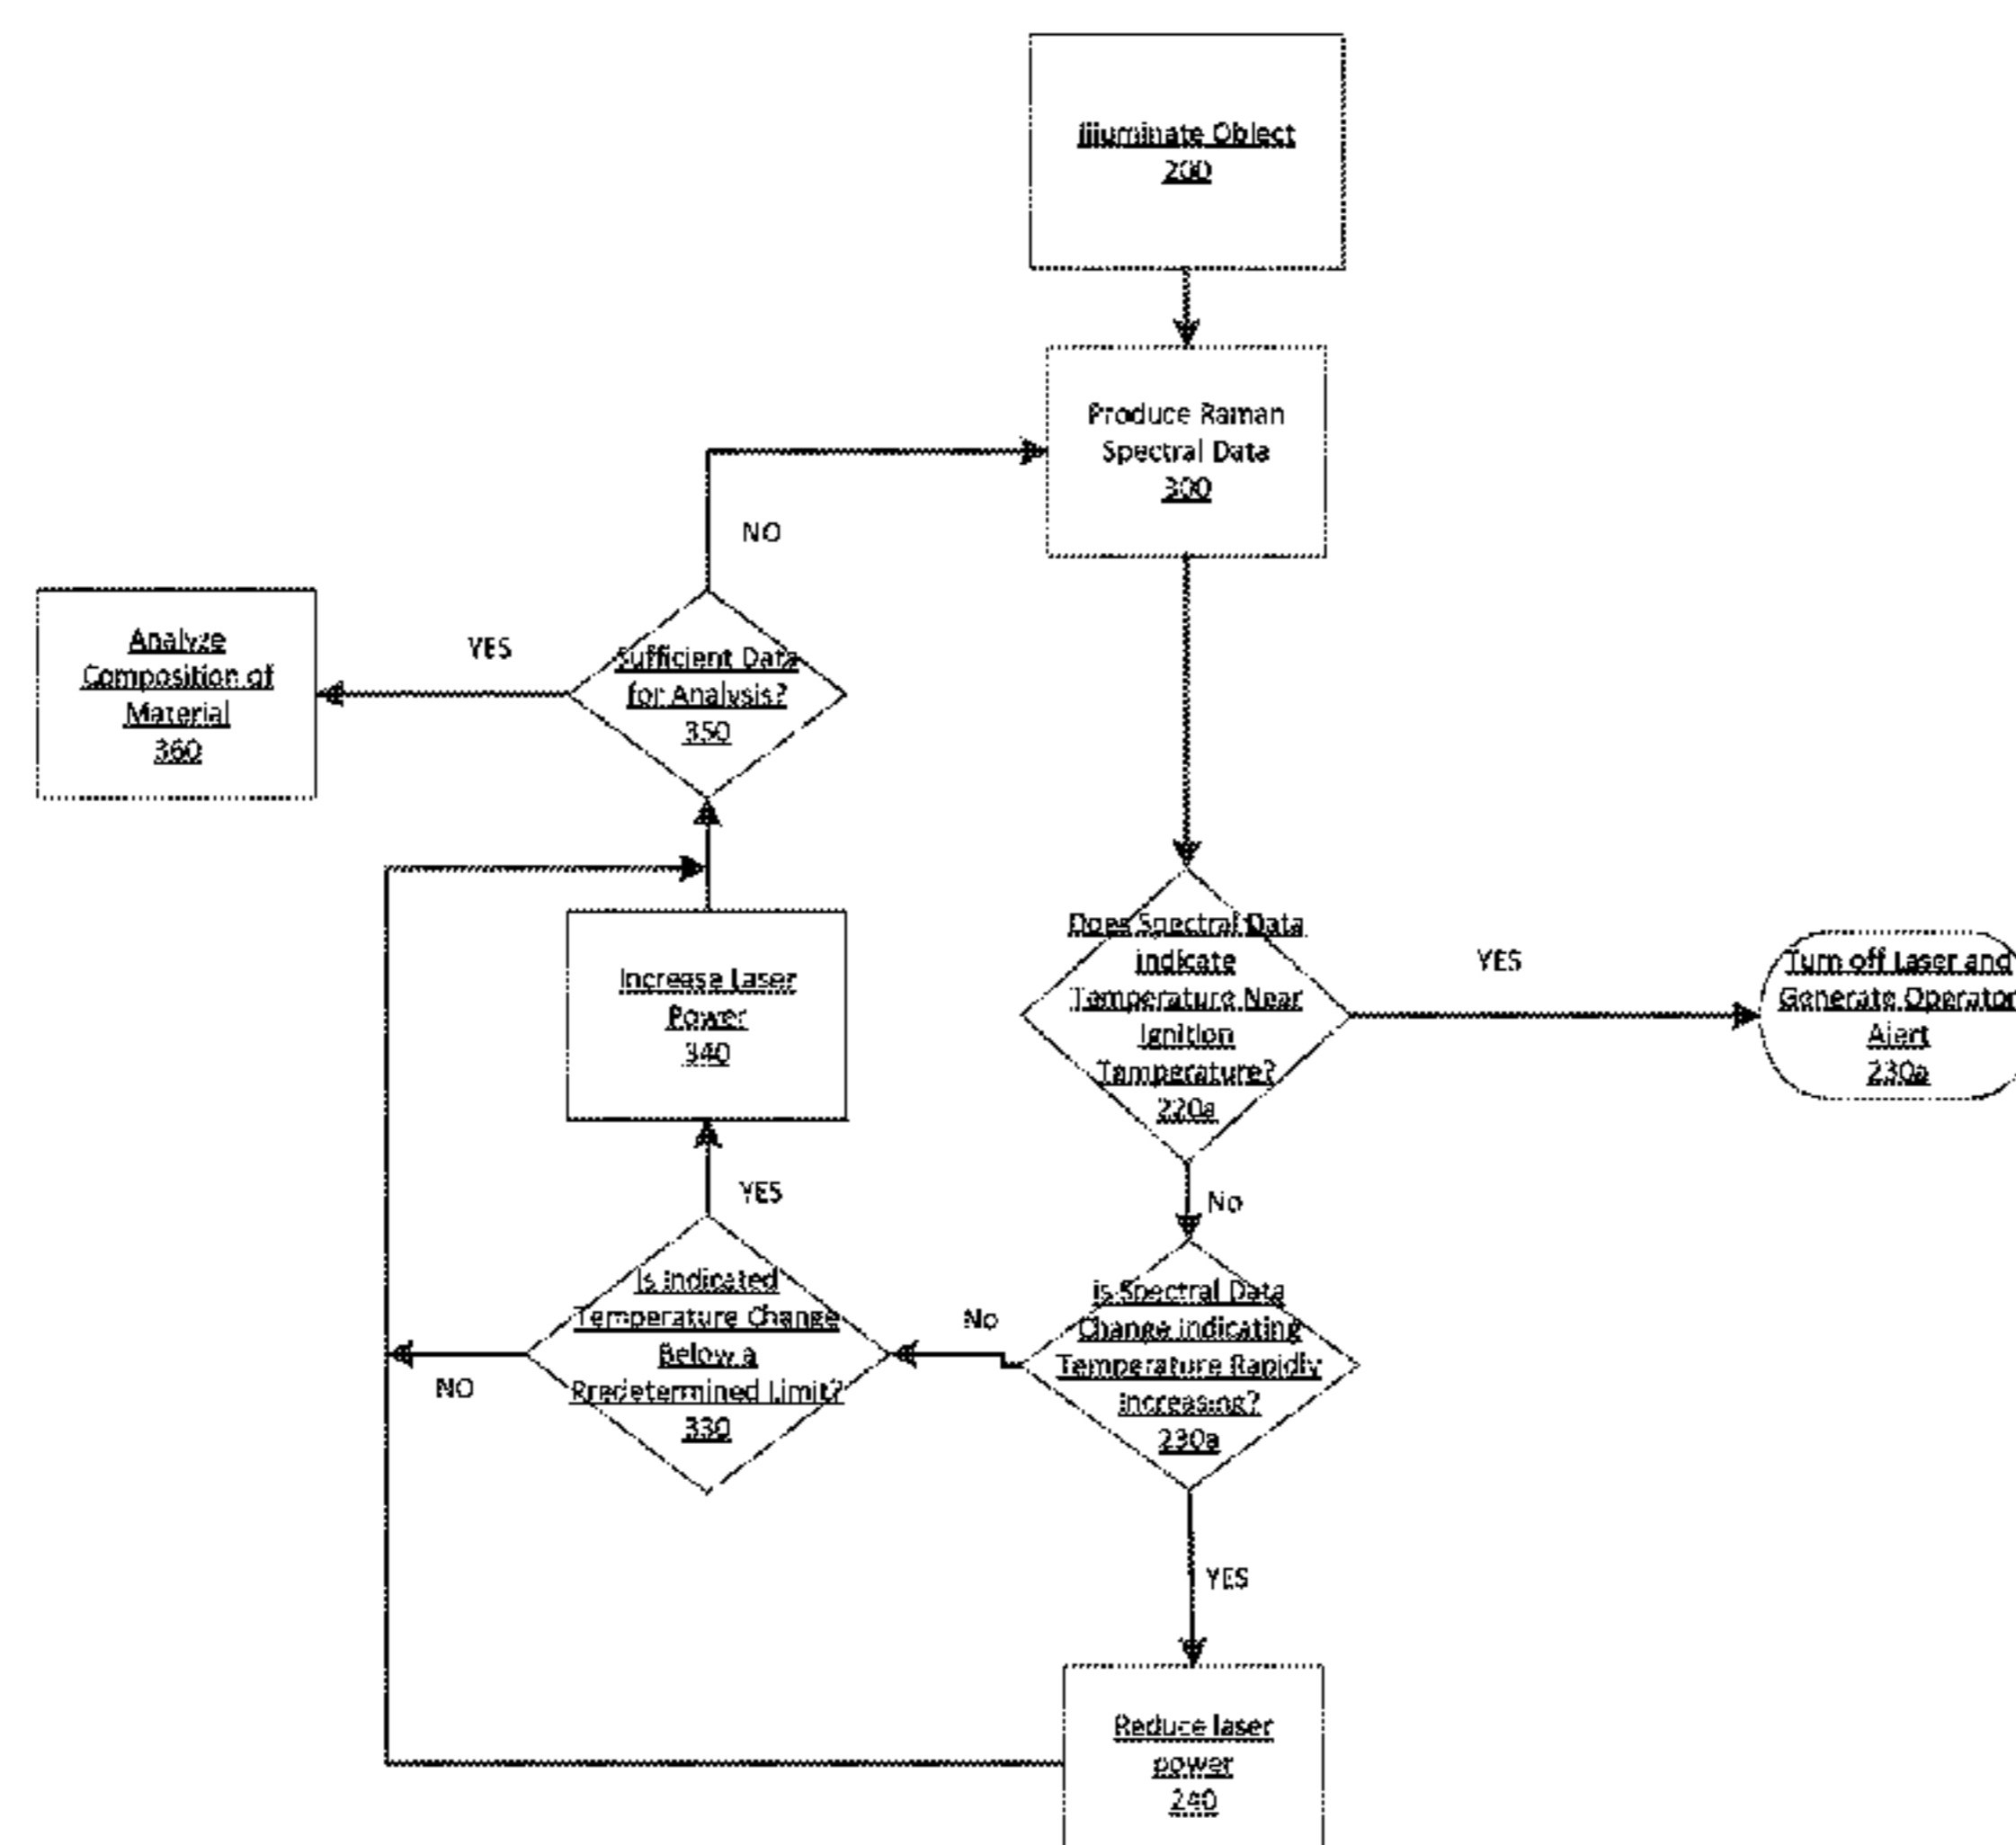 Illuminate Object
200
Produce Raman
Spectral Data
300
NO
Analyze
Composition of
Material
360
YES
Sufficient Data
for Analysis?
350
Does Spectral Data
indicate
Temperature Near
Ignition
Temperature?
220a
YES
Turn off Laser and
Generate Operator
Alert
230a
Increase Laser
Power
340
YES
No
Is Indicated
Temperature Change
Below a
Predetermined Limit?
330
NO
No
is Spectral Data
Change indicating
Temperature Rapidly
increasing?
230a
YES
Reduce laser
power
240